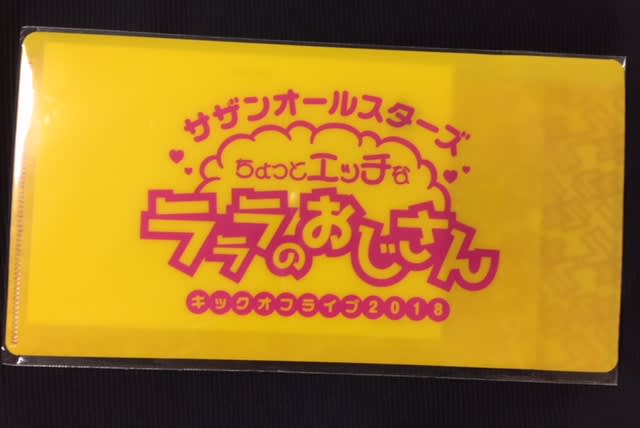 サザンオールスターズ
ちょっとエッチな
ラララのおじさん
キックオフライブ2018